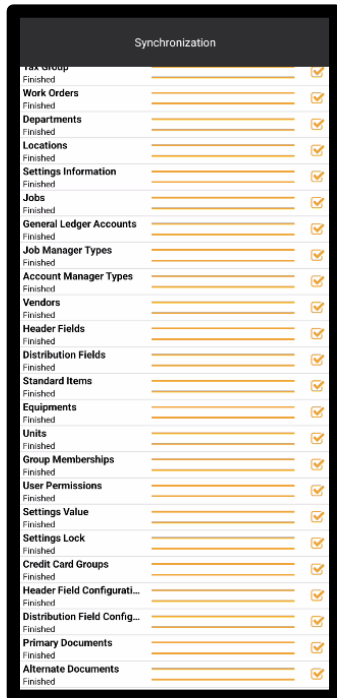 Synchronization
Tax Group
Finished
Work Orders
Finished
Departments
Finished
Locations
Finished
Settings Information
Finished
Jobs
Finished
General Ledger Accounts
Finished
Job Manager Types
Finished
Account Manager Types
Finished
Vendors
Finished
Header Fields
Finished
Distribution Fields
Finished
Standard Items
Finished
Equipments
Finished
Units
Finished
Group Memberships
Finished
User Permissions
Finished
Settings Value
Finished
Settings Lock
Finished
Credit Card Groups
Finished
Header Field Configurati...
Finished
Distribution Field Config...
Finished
Primary Documents
Finished
Alternate Documents
Finished